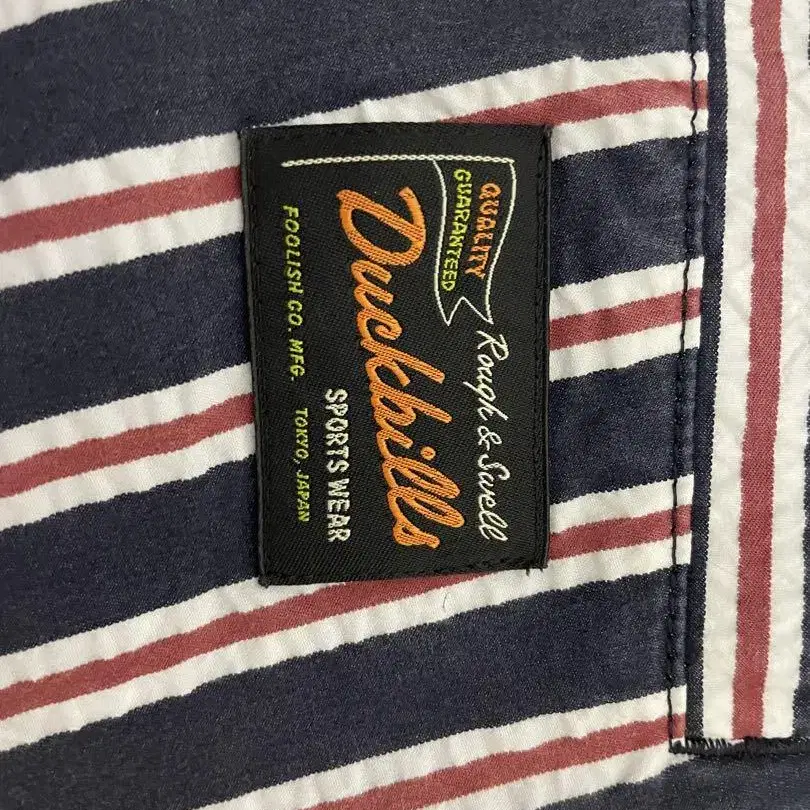 QUALITY
GUARANTEED
Rough & Swell
Duckbills
SPORTS WEAR
FOOLISH CO. MFG. TOKYO, JAPAN